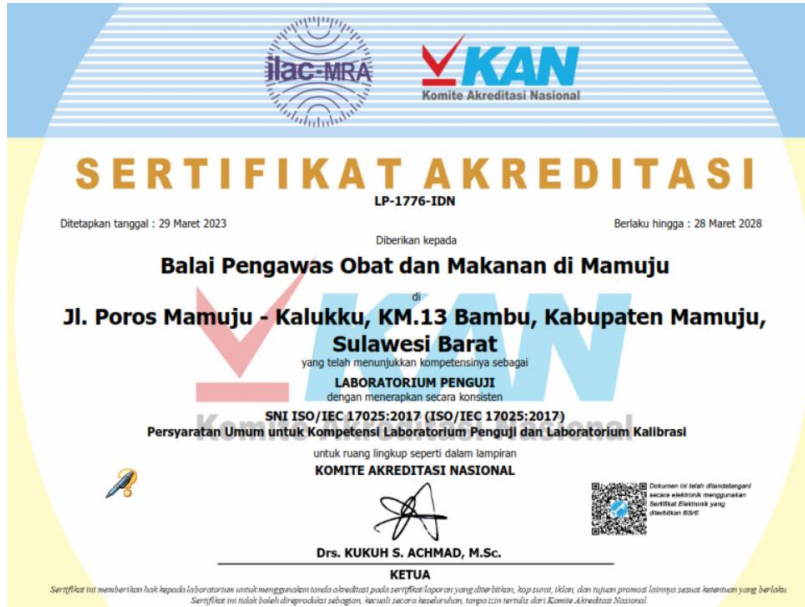 ilac-MRA
KAN
Komite Akreditasi Nasional
SERTIFIKAT AKREDITASI
LP-1776-IDN
Ditetapkan tanggal : 29 Maret 2023
Berlaku hingga : 28 Maret 2028
Diberikan kepada
Balai Pengawas Obat dan Makanan di Mamuju
di
Jl. Poros Mamuju - Kalukku, KM.13 Bambu, Kabupaten Mamuju,
Sulawesi Barat
yang telah menunjukkan kompetensinya sebagai
LABORATORIUM PENGUJI
dengan menerapkan secara konsisten
SNI ISO/IEC 17025:2017 (ISO/IEC 17025:2017)
Persyaratan Umum untuk Kompetensi Laboratorium Penguji dan Laboratorium Kalibrasi
untuk ruang lingkup seperti dalam lampiran
KOMITE AKREDITASI NASIONAL
Dokumen ini telah ditandatangani
secara elektronik menggunakan
Sertifikat Elektronik yang
diterbitkan BSrE
Drs. KUKUH S. ACHMAD, M.Sc.
KETUA
Sertifikat ini memberikan hak kepada laboratorium untuk menggunakan tanda akreditasi pada sertifikat/laporan yang diterbitkan, kop surat, iklan, dan tujuan promosi lainnya sesuai ketentuan yang berlaku.
Sertifikat ini tidak boleh direproduksi sebagian, kecuali secara keseluruhan, tanpa izin tertulis dari Komite Akreditasi Nasional.
KAN
Komite Akreditasi Nasional